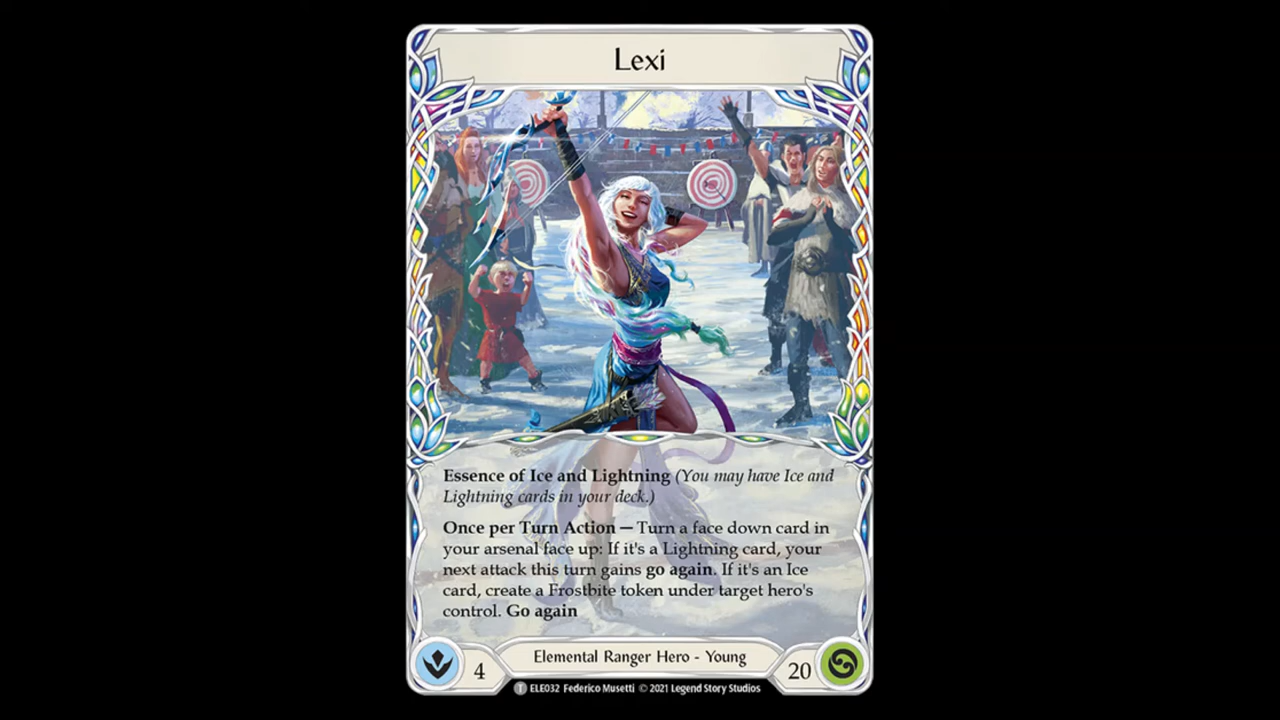 Lexi
Essence of Ice and Lightning (You may have Ice and
Lightning cards in your deck.)
Once per Turn Action — Turn a face down card in
your arsenal face up: If it's a Lightning card, your
next attack this turn gains go again. If it's an Ice
card, create a Frostbite token under target hero's
control. Go again
4
Elemental Ranger Hero - Young
20
T ELE032 Federico Musetti © 2021 Legend Story Studios